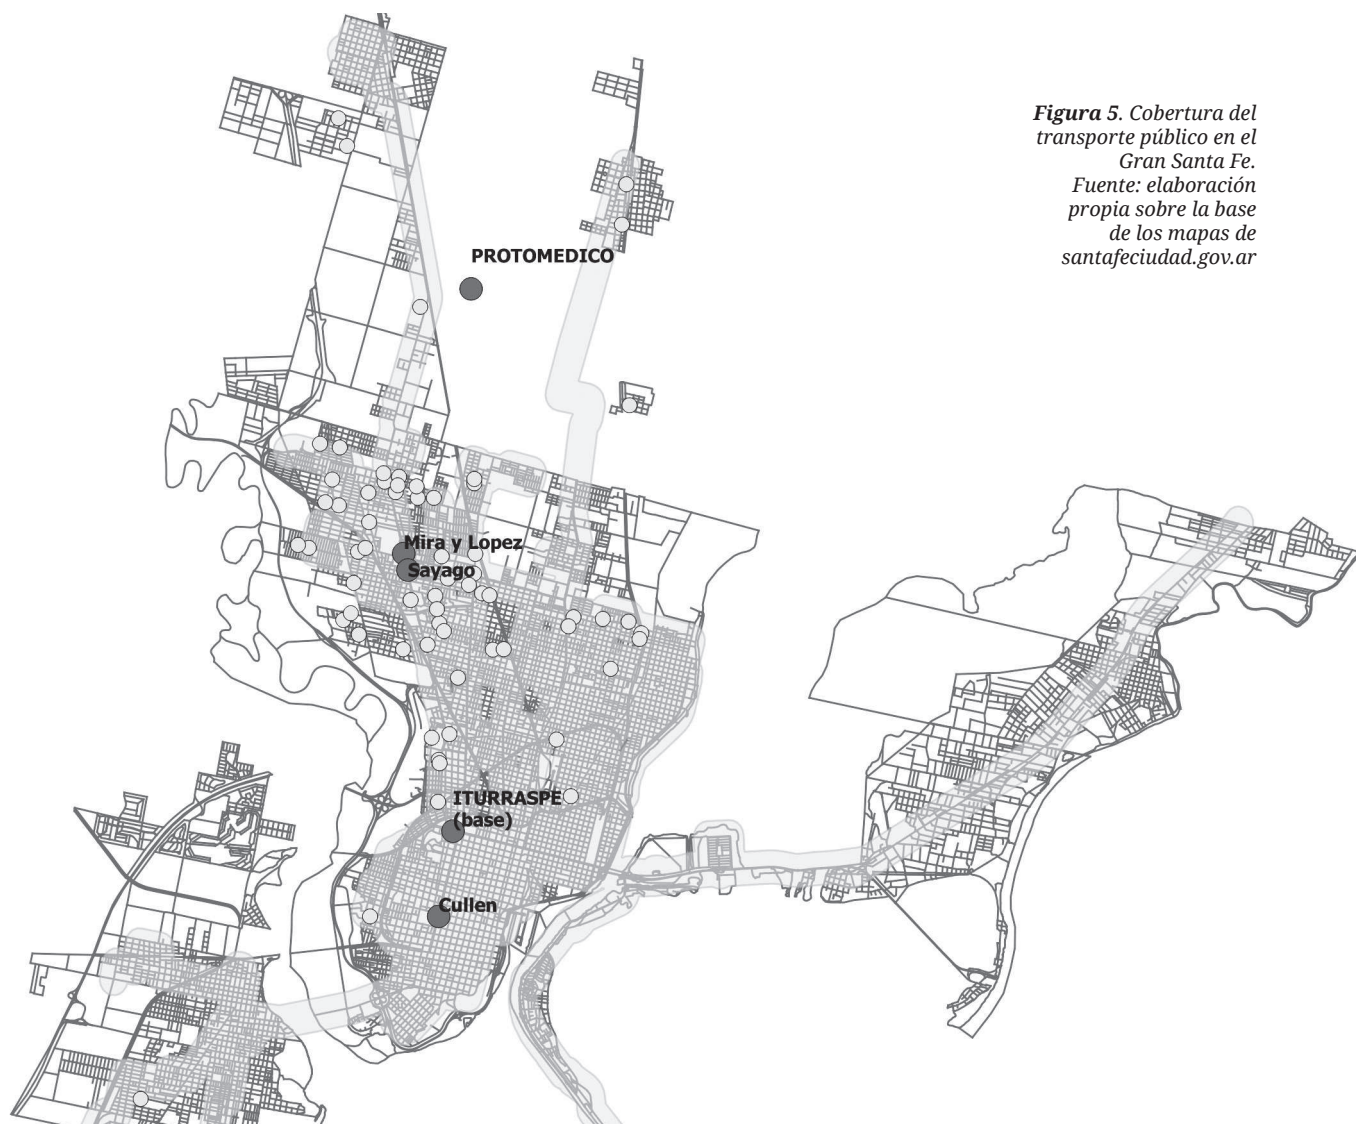 Figura 5. Cobertura del
transporte público en el
Gran Santa Fe.
Fuente: elaboración
propia sobre la base
de los mapas de
santafeciudad.gov.ar
PROTOMEDICO
Mira y Lopez
Sayago
ITURRASPE
(base)
Cullen